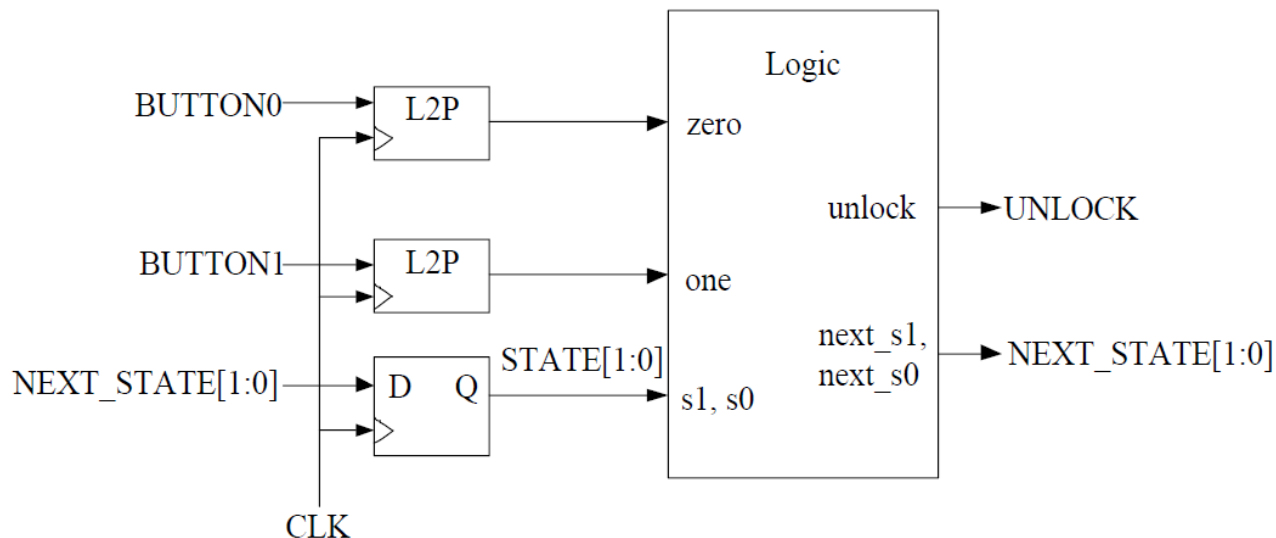 Logic
BUTTON0
L2P
zero
unlock
UNLOCK
BUTTON1
L2P
one
STATE[1:0]
next_s1,
next_s0
NEXT_STATE[1:0]
NEXT_STATE[1:0]
D Q
s1, s0
CLK